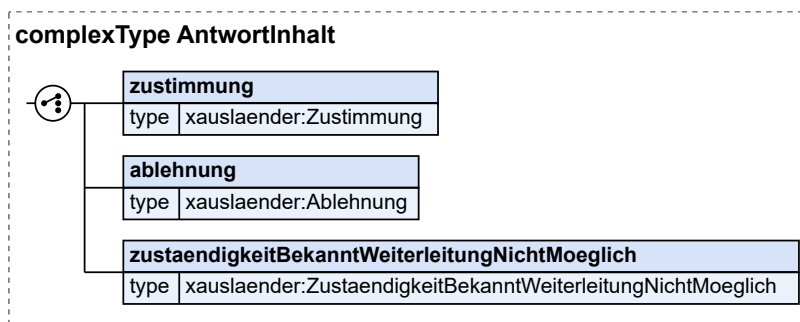 complexType AntwortInhalt
zustimmung
type xauslaender:Zustimmung
ablehnung
type xauslaender:Ablehnung
zustaendigkeitBekanntWeiterleitungNichtMoeglich
type xauslaender:ZustaendigkeitBekanntWeiterleitungNichtMoeglich